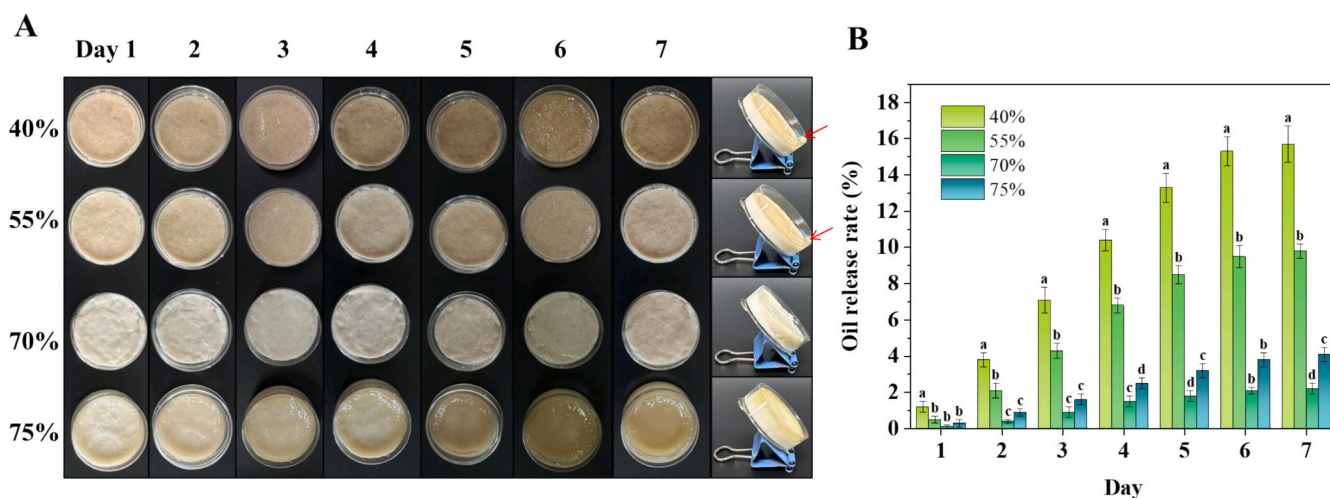 A
Day 1 2 3 4 5 6 7
40%
55%
70%
75%
B
Oil release rate (%)
18
16
14
12
10
8
6
4
2
0
40%
55%
70%
75%
a b b b
a b c c
a b c c
a b c d
a b d c
a b b c
a b d c
1 2 3 4 5 6 7
Day